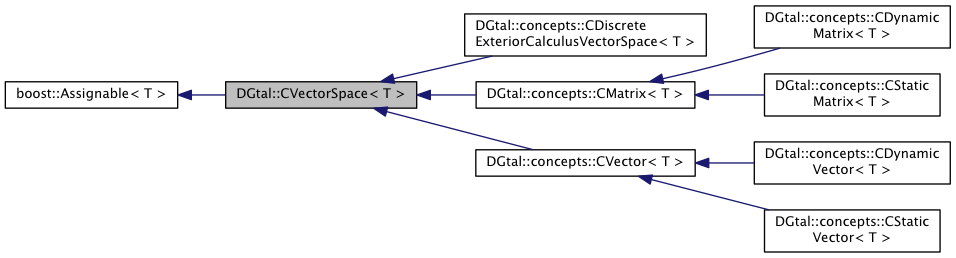 boost::Assignable< T >
DGtal::CVectorSpace< T >
DGtal::concepts::CDiscrete
ExteriorCalculusVectorSpace< T >
DGtal::concepts::CMatrix< T >
DGtal::concepts::CVector< T >
DGtal::concepts::CDynamic
Matrix< T >
DGtal::concepts::CStatic
Matrix< T >
DGtal::concepts::CDynamic
Vector< T >
DGtal::concepts::CStatic
Vector< T >